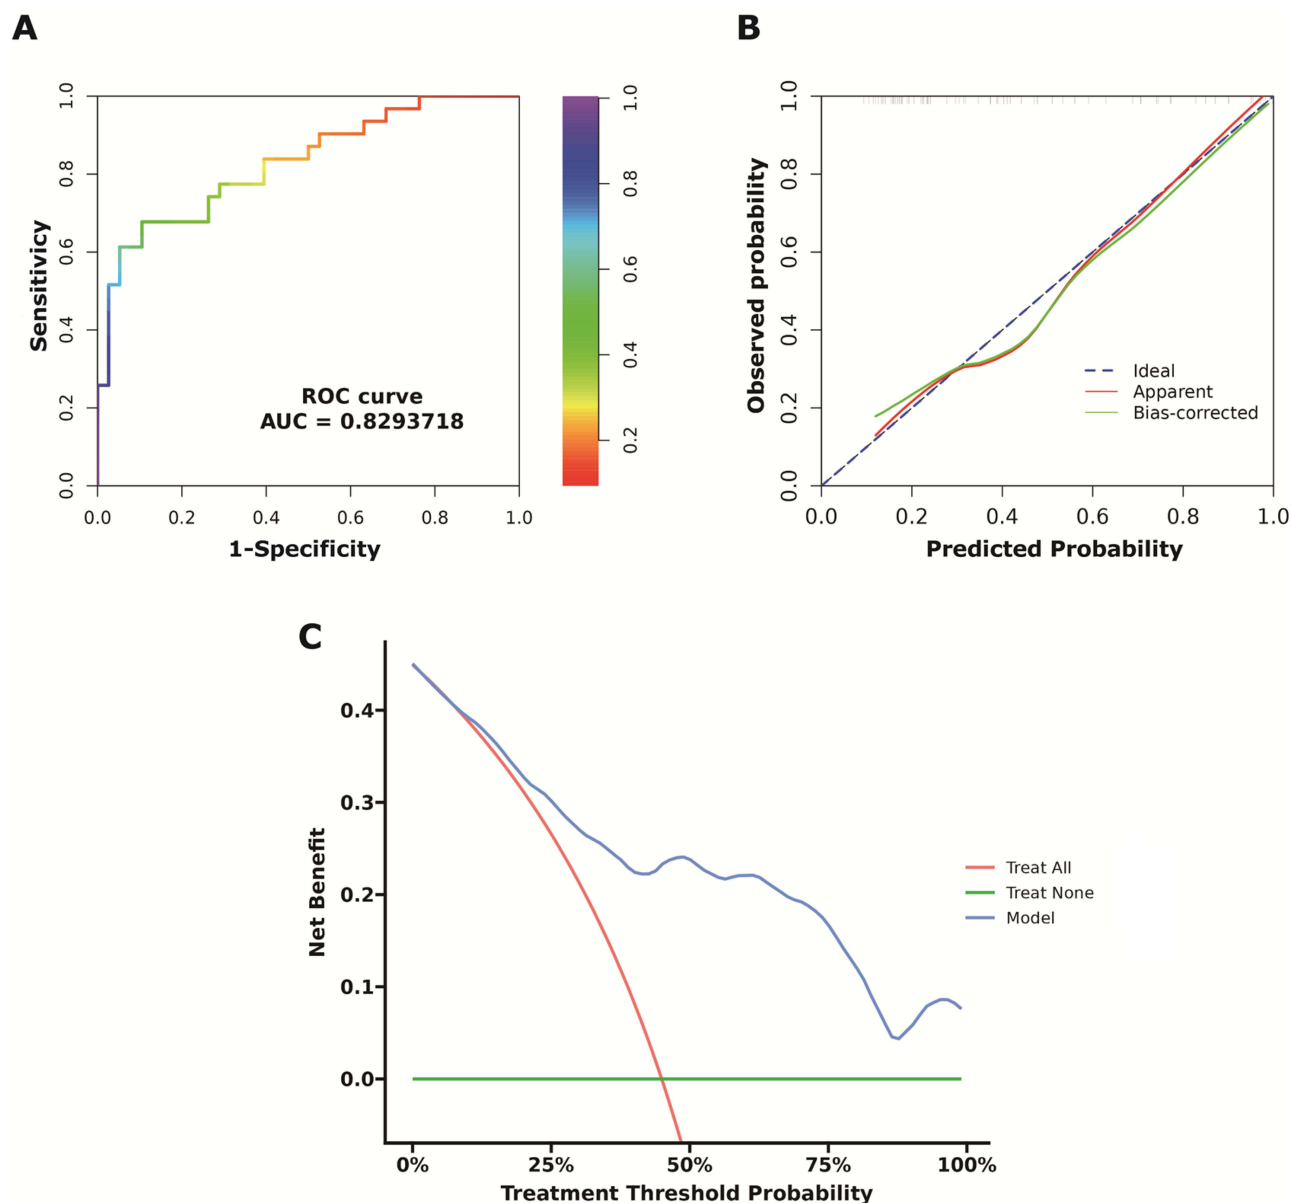 A
Sensitivicy
1.0
0.8
0.6
0.4
0.2
0.0
ROC curve
AUC = 0.8293718
0.0 0.2 0.4 0.6 0.8 1.0
1-Specificity
1.0
0.8
0.6
0.4
0.2
B
Observed probability
1.0
0.8
0.6
0.4
0.2
0.0
Ideal
Apparent
Bias-corrected
0.0 0.2 0.4 0.6 0.8 1.0
Predicted Probability
C
Net Benefit
0.4
0.3
0.2
0.1
0.0
Treat All
Treat None
Model
0% 25% 50% 75% 100%
Treatment Threshold Probability